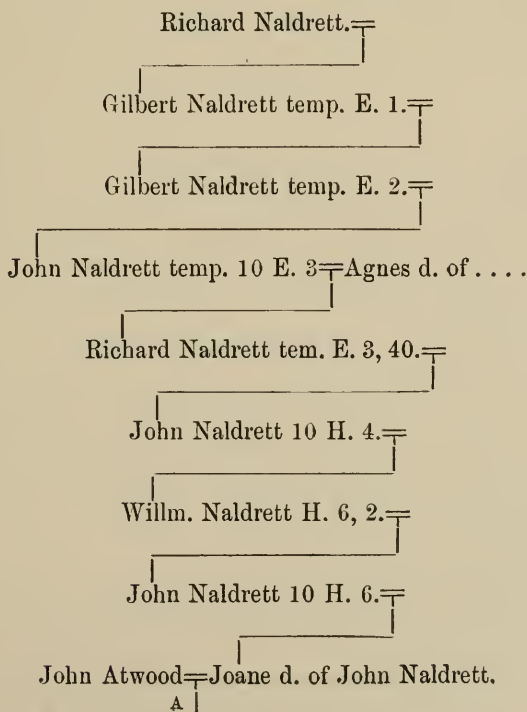 Richard Naldrett.
Gilbert Naldrett temp. E. 1.
Gilbert Naldrett temp. E. 2.
John Naldrett temp. 10 E. 3=Agnes d. of . . . .
Richard Naldrett tem. E. 3, 40.
John Naldrett 10 H. 4.
Willm. Naldrett H. 6, 2.
John Naldrett 10 H. 6.
John Atwood=Joane d. of John Naldrett.
A